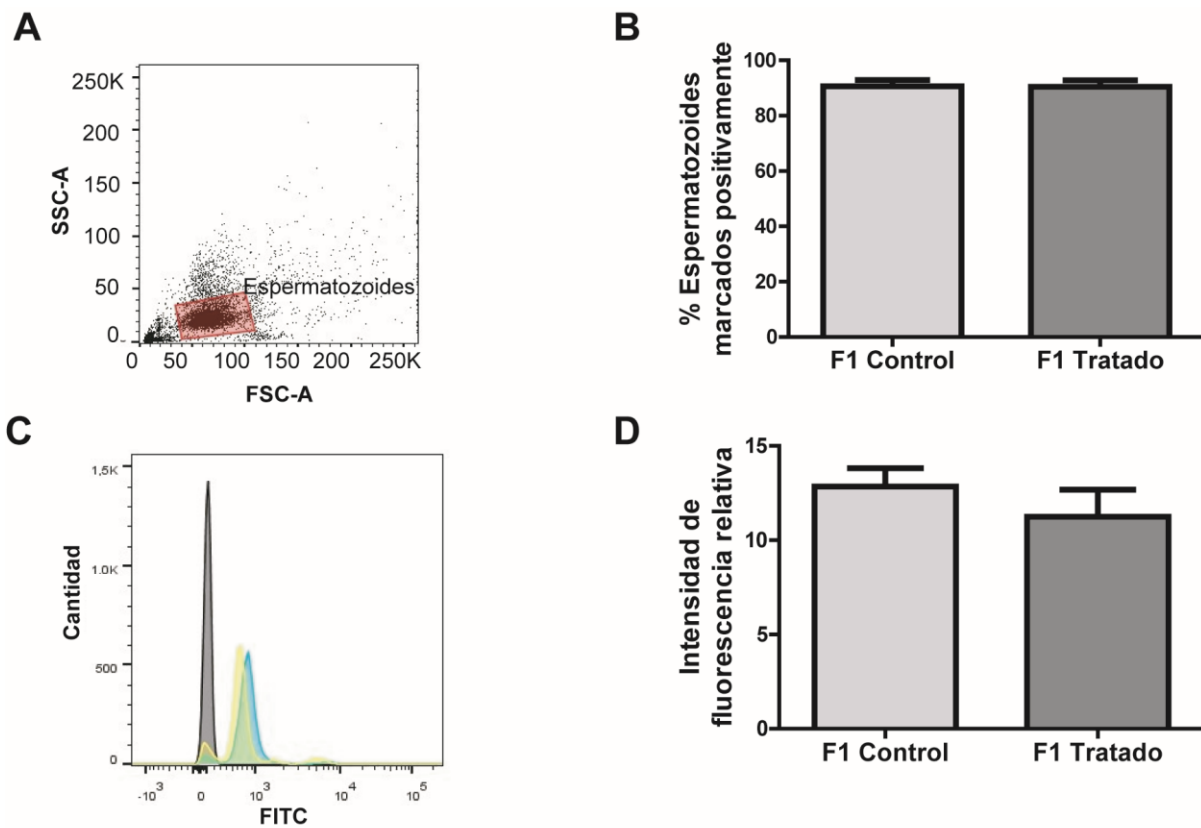 A
250K
200
150
100
50
0
SSC-A
Espermatozoides
0 50 100 150 200 250K
FSC-A
B
100
80
60
40
20
0
% Espermatozoides
marcados positivamente
F1 Control F1 Tratado
C
1,5K
1.0K
500
0
Cantidad
-10³ 0 10³ 10⁴ 10⁵
FITC
D
15
10
5
0
Intensidad de
fluorescencia relativa
F1 Control F1 Tratado